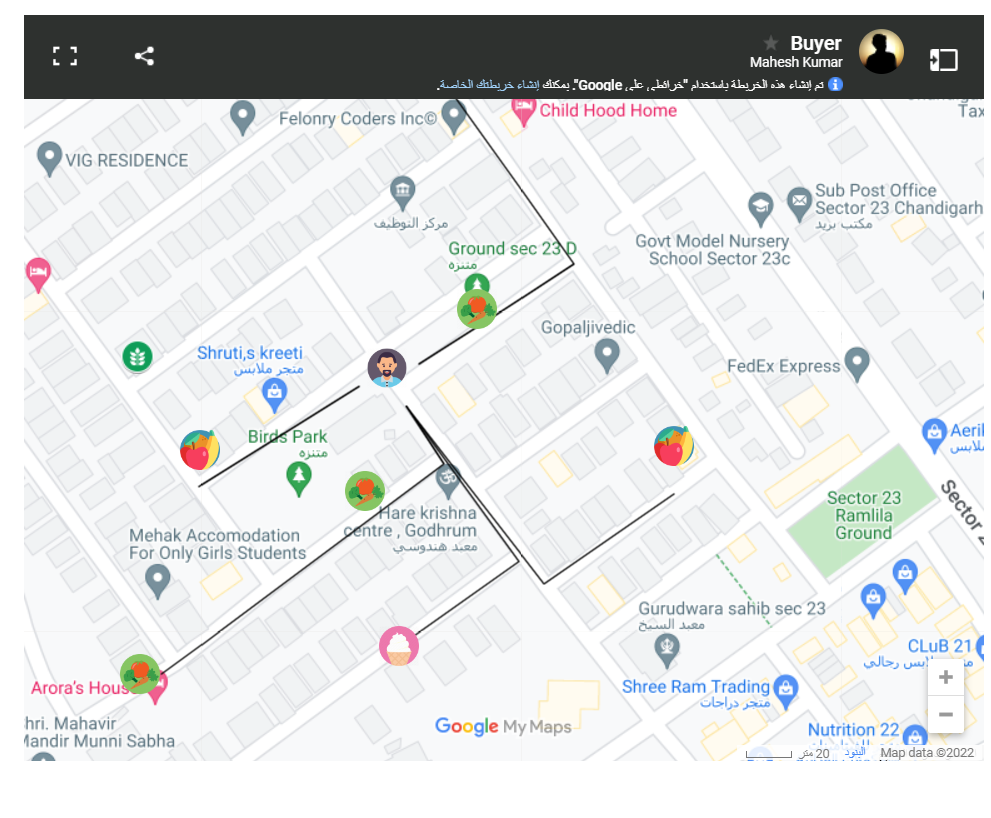 Buyer
Mahesh Kumar
تم إنشاء هذه الخريطة باستخدام "خرائطي على Google". يمكنك إنشاء خريطتك الخاصة.
Child Hood Home
Tax
Felonry Coders Inc©
VIG RESIDENCE
Sub Post Office
Sector 23 Chandigarh
مكتب بريد
مركز التوظيف
Govt Model Nursery
School Sector 23c
Ground sec 23 D
متنزه
Gopaljivedic
Shruti,s kreeti
متجر ملابس
FedEx Express
Birds Park
متنزه
Aeri
ملابس
Sector 23
Ramlila
Ground
Sector 2
Hare krishna
centre , Godhrum
معبد هندوسي
Mehak Accomodation
For Only Girls Students
Gurudwara sahib sec 23
معبد السيخ
CLuB 21
Arora's House
Shree Ram Trading
متجر دراجات
hri. Mahavir
Mandir Munni Sabha
Google My Maps
Nutrition 22
+
−
20 متر
البنود
Map data ©2022